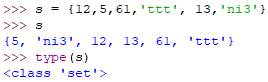 >>> s = {12,5,61,'ttt', 13,'ni3'}
>>> s
{5, 'ni3', 12, 13, 61, 'ttt'}
>>> type(s)
<class 'set'>